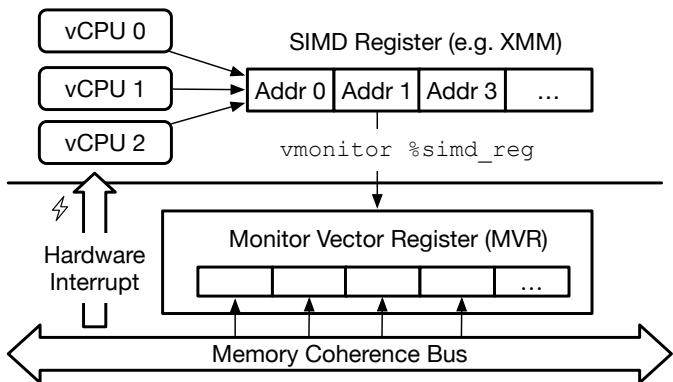 vCPU 0
vCPU 1
vCPU 2
SIMD Register (e.g. XMM)
Addr 0 Addr 1 Addr 3 ...
vmonitor %simd_reg
Hardware
Interrupt
Monitor Vector Register (MVR)
...
Memory Coherence Bus